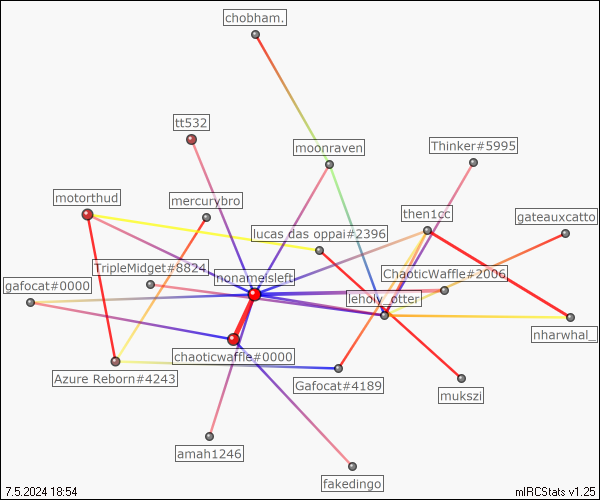 chobham.
tt532
moonraven
Thinker#5995
motorthud
mercurybro
then1cc
gateauxcatto
lucas das oppai#2396
TripleMidget#8824
nonameisleft
ChaoticWaffle#2006
gafocat#0000
leholy_otter
nharwhal_
chaoticwaffle#0000
Azure Reborn#4243
Gafocat#4189
mukszi
amah1246
fakedingo
7.5.2024 18:54
mIRCStats v1.25